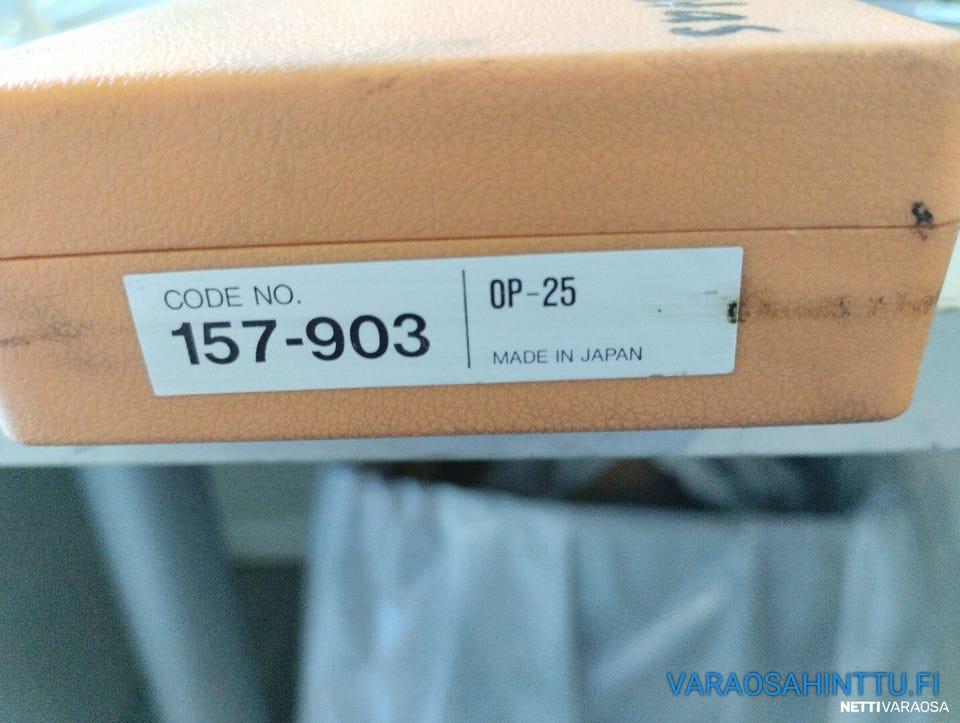 CODE NO.
157-903
OP-25
MADE IN JAPAN
VARAOSAHINTTU.FI
NETTIVARAOSA